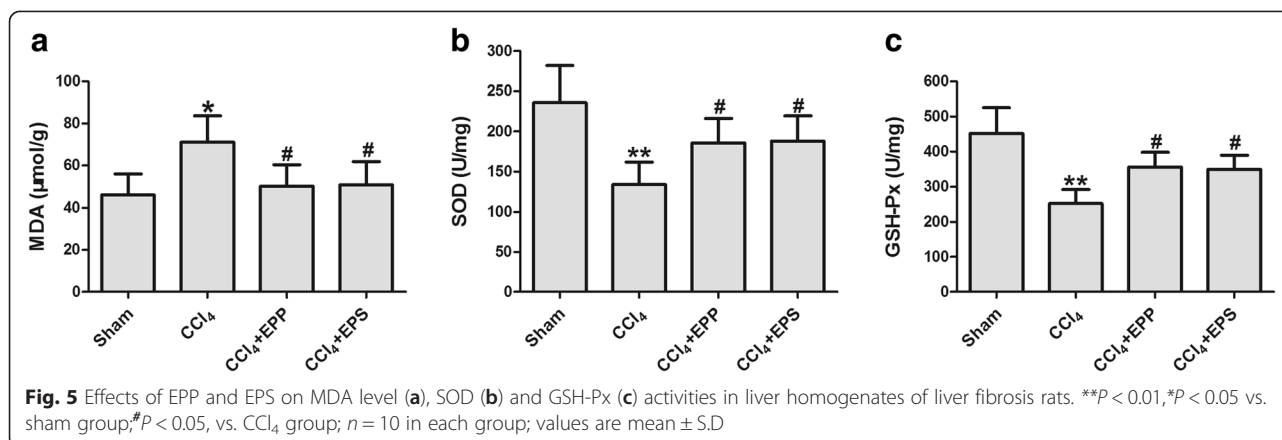 a
MDA (μmol/g)
100
80
60
40
20
0
*
#
#
Sham
CCl₄
CCl₄+EPP
CCl₄+EPS
b
SOD (U/mg)
300
250
200
150
100
50
0
**
#
#
Sham
CCl₄
CCl₄+EPP
CCl₄+EPS
c
GSH-Px (U/mg)
600
500
400
300
200
100
0
**
#
#
Sham
CCl₄
CCl₄+EPP
CCl₄+EPS
Fig. 5 Effects of EPP and EPS on MDA level (a), SOD (b) and GSH-Px (c) activities in liver homogenates of liver fibrosis rats. **P < 0.01,*P < 0.05 vs.
sham group;#P < 0.05, vs. CCl₄ group; n = 10 in each group; values are mean ± S.D